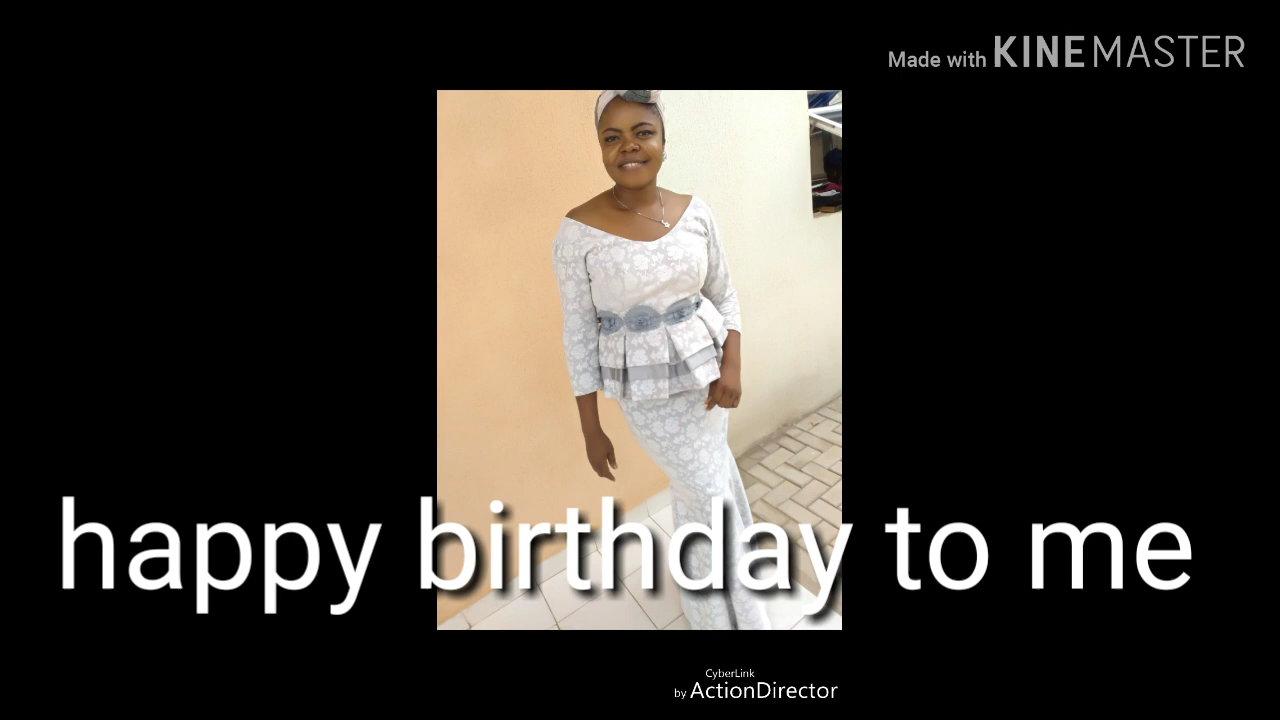 Made with KINEMASTER
happy birthday to me
CyberLink
by ActionDirector